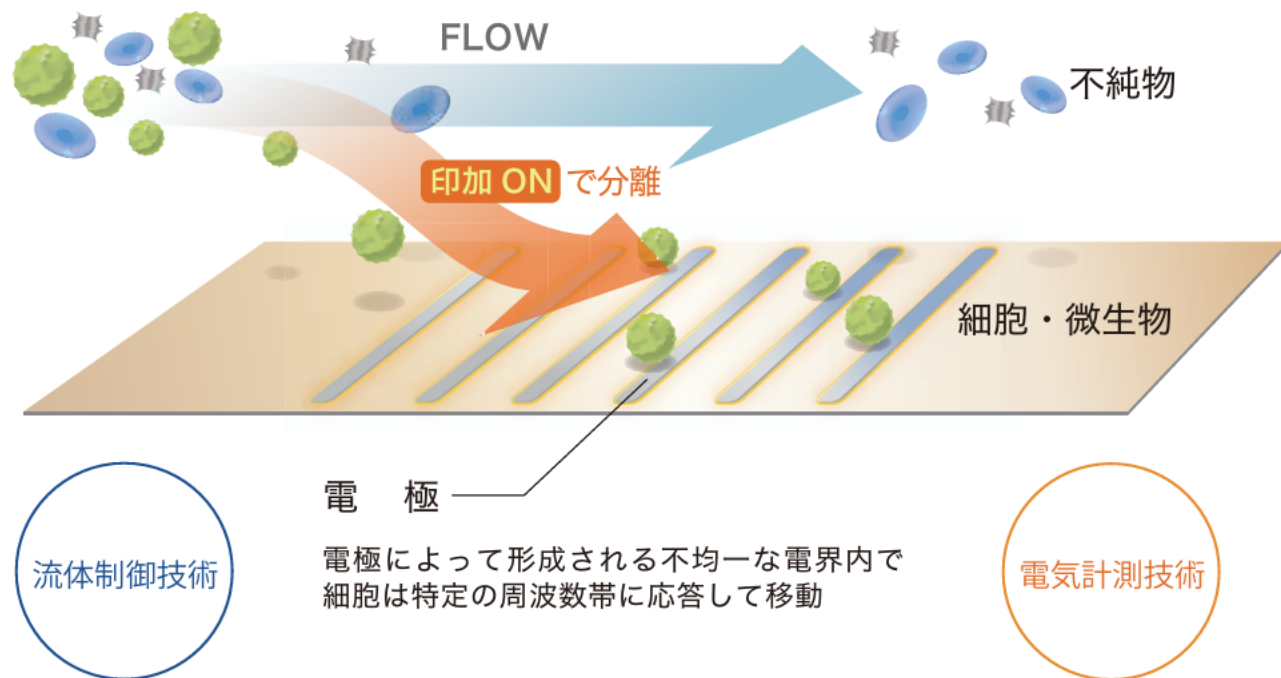 FLOW
不純物
印加 ON で分離
細胞・微生物
電 極
電極によって形成される不均一な電界内で
細胞は特定の周波数帯に応答して移動
流体制御技術
電気計測技術